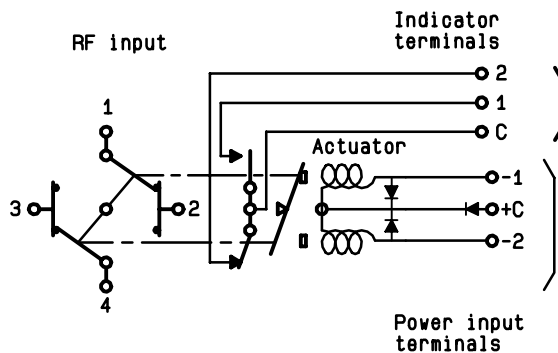 Indicator
terminals
RF input
2
1
C
1
Actuator
-1
3
2
+C
-2
4
Power input
terminals